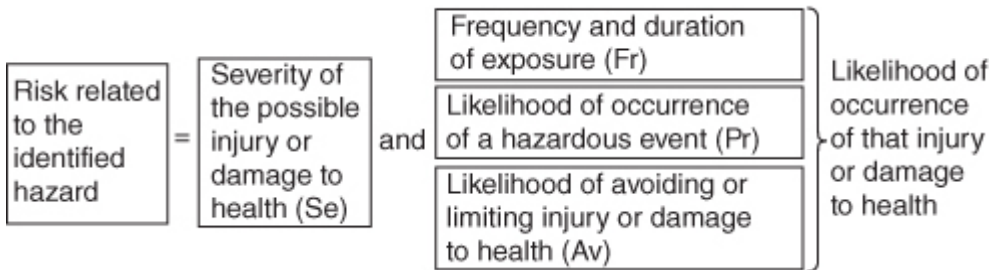 Risk related
to the
identified
hazard
=
Severity of
the possible
injury or
damage to
health (Se)
and
Frequency and duration
of exposure (Fr)
Likelihood of occurrence
of a hazardous event (Pr)
Likelihood of avoiding or
limiting injury or damage
to health (Av)
Likelihood of
occurrence
of that injury
or damage
to health